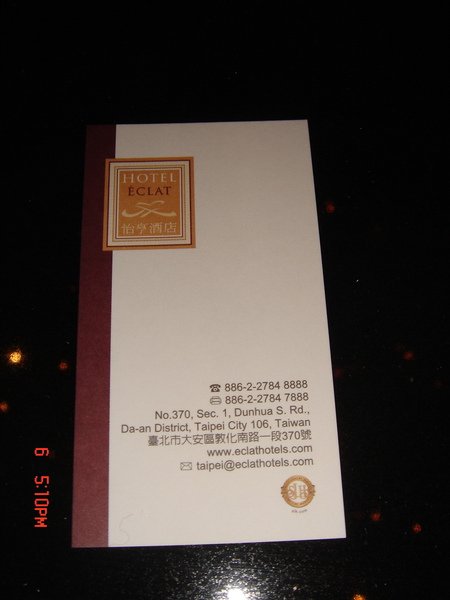 HOTEL
ÉCLAT
怡亨酒店
886-2-2784 8888
886-2-2784 7888
No.370, Sec. 1, Dunhua S. Rd.,
Da-an District, Taipei City 106, Taiwan
臺北市大安區敦化南路一段370號
www.eclathotels.com
taipei@eclathotels.com
6 5:10PM